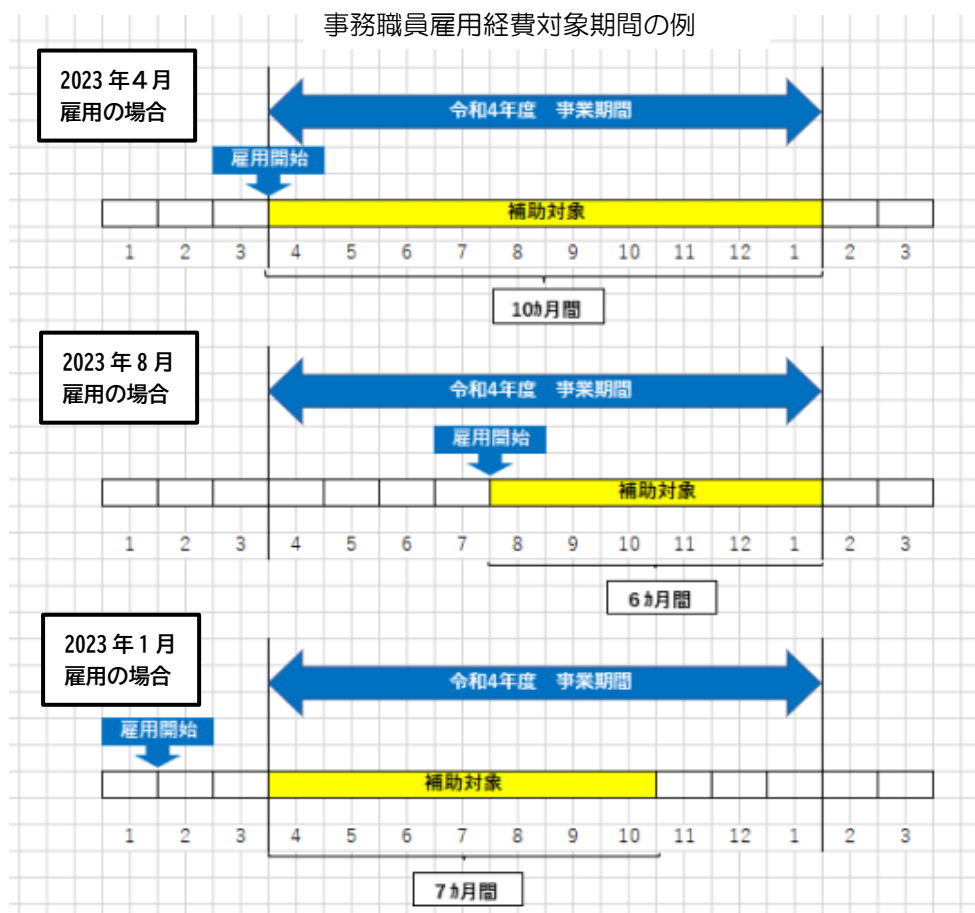 事務職員雇用経費対象期間の例
2023年4月
雇用の場合
令和4年度　事業期間
雇用開始
補助対象
1 2 3 4 5 6 7 8 9 10 11 12 1 2 3
10ｶ月間
2023年8月
雇用の場合
令和4年度　事業期間
雇用開始
補助対象
1 2 3 4 5 6 7 8 9 10 11 12 1 2 3
6ｶ月間
2023年1月
雇用の場合
令和4年度　事業期間
雇用開始
補助対象
1 2 3 4 5 6 7 8 9 10 11 12 1 2 3
7ｶ月間